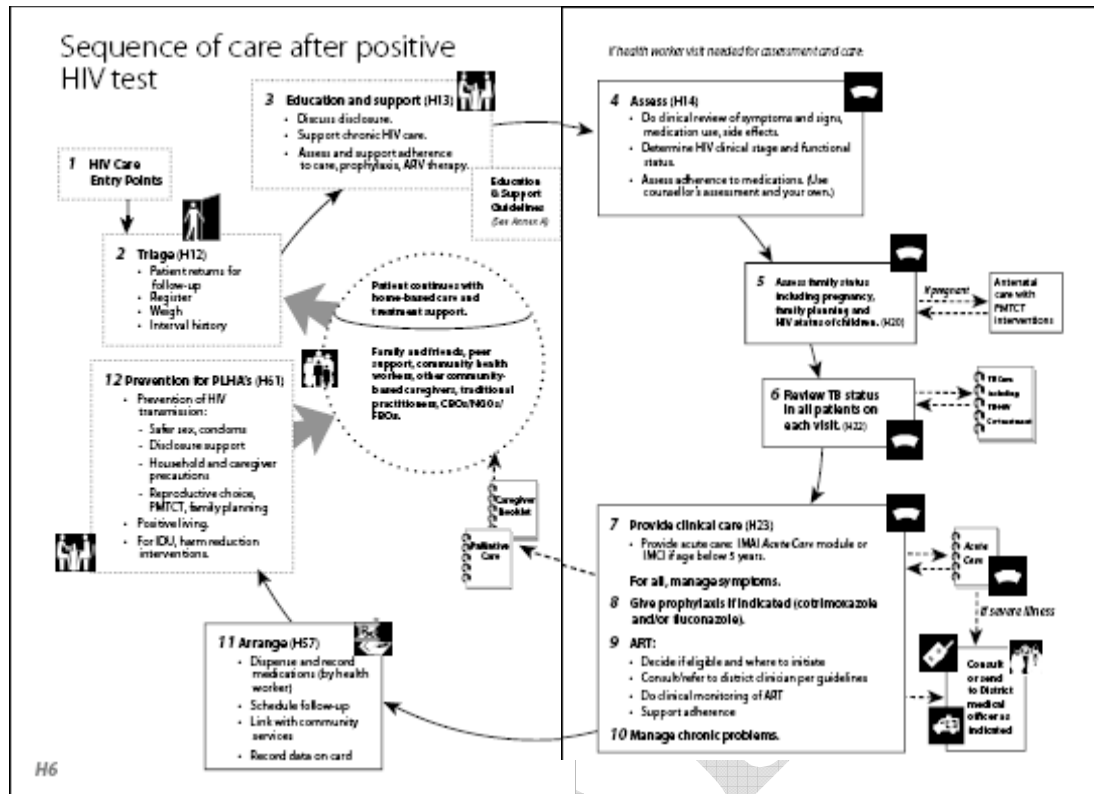 Sequence of care after positive
HIV test
1 HIV Care
Entry Points
2 Triage (H12)
• Patient returns for
follow-up
• Register
• Weigh
• Interval history
3 Education and support (H13)
• Discuss disclosure.
• Support chronic HIV care.
• Assess and support adherence
to care, prophylaxis, ARV therapy.
Education
& Support
Guidelines
(See Annex A)
Patient continues with
home-based care and
treatment support.
Family and friends, peer
support, community health
workers, other community-
based caregivers, traditional
practitioners, CBOs/NGOs/
FBOs.
12 Prevention for PLHA's (H61)
• Prevention of HIV
transmission:
– Safer sex, condoms
– Disclosure support
– Household and caregiver
precautions
– Reproductive choice,
PMTCT, family planning
• Positive living.
• For IDU, harm reduction
interventions.
Caregiver
Booklet
Palliative
Care
11 Arrange (H57)
• Dispense and record
medications (by health
worker)
• Schedule follow-up
• Link with community
services
• Record data on card
H6
If health worker visit needed for assessment and care:
4 Assess (H14)
• Do clinical review of symptoms and signs,
medication use, side effects.
• Determine HIV clinical stage and functional
status.
• Assess adherence to medications. (Use
counsellor's assessment and your own.)
5 Assess family status
including pregnancy,
family planning and
HIV status of children. (H20)
If pregnant
Antenatal
care with
PMTCT
interventions
6 Review TB status
in all patients on
each visit. (H22)
TB Care
including
TB-HIV
Co-treatment
7 Provide clinical care (H23)
• Provide acute care: IMAI Acute Care module or
IMCI if age below 5 years.
For all, manage symptoms.
8 Give prophylaxis if indicated (cotrimoxazole
and/or fluconazole).
9 ART:
• Decide if eligible and where to initiate
• Consult/refer to district clinician per guidelines
• Do clinical monitoring of ART
• Support adherence
10 Manage chronic problems.
Acute
Care
If severe illness
Consult
or send
to District
medical
officer as
indicated